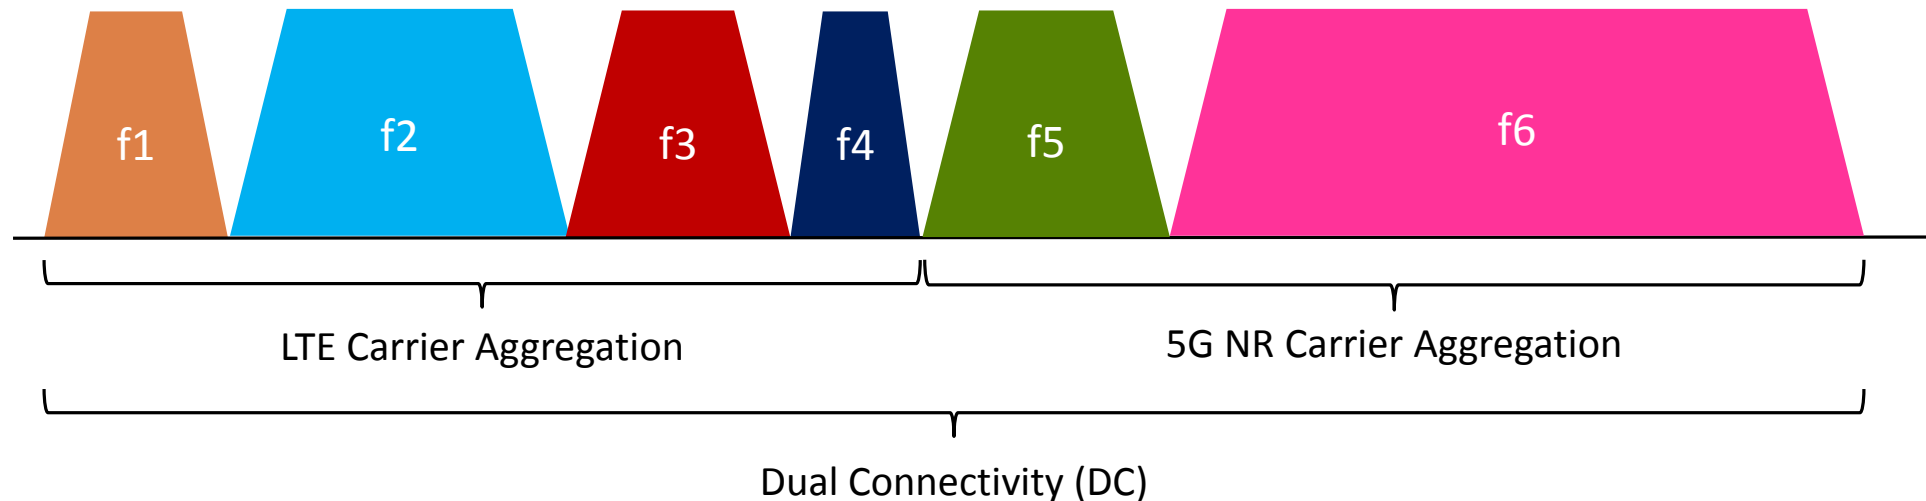 f1
f2
f3
f4
f5
f6
LTE Carrier Aggregation
5G NR Carrier Aggregation
Dual Connectivity (DC)